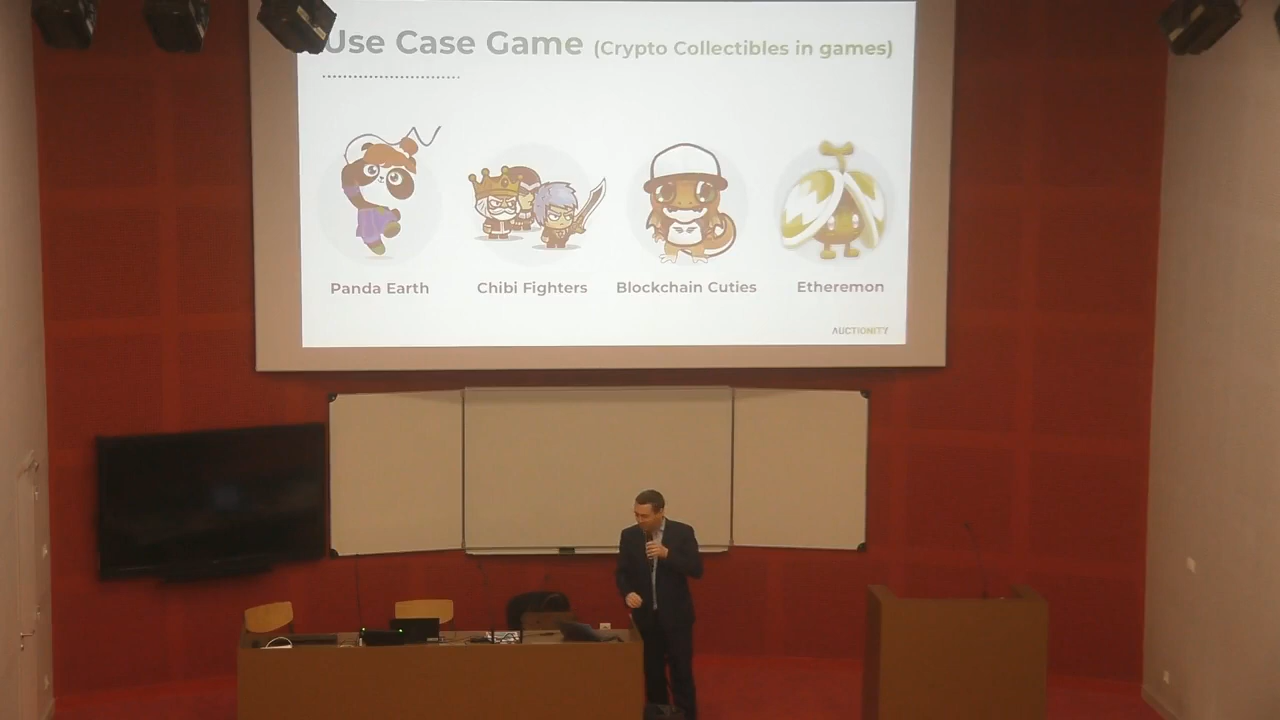 Use Case Game (Crypto Collectibles in games)
Panda Earth
Chibi Fighters
Blockchain Cuties
Etheremon
AUCTIONITY